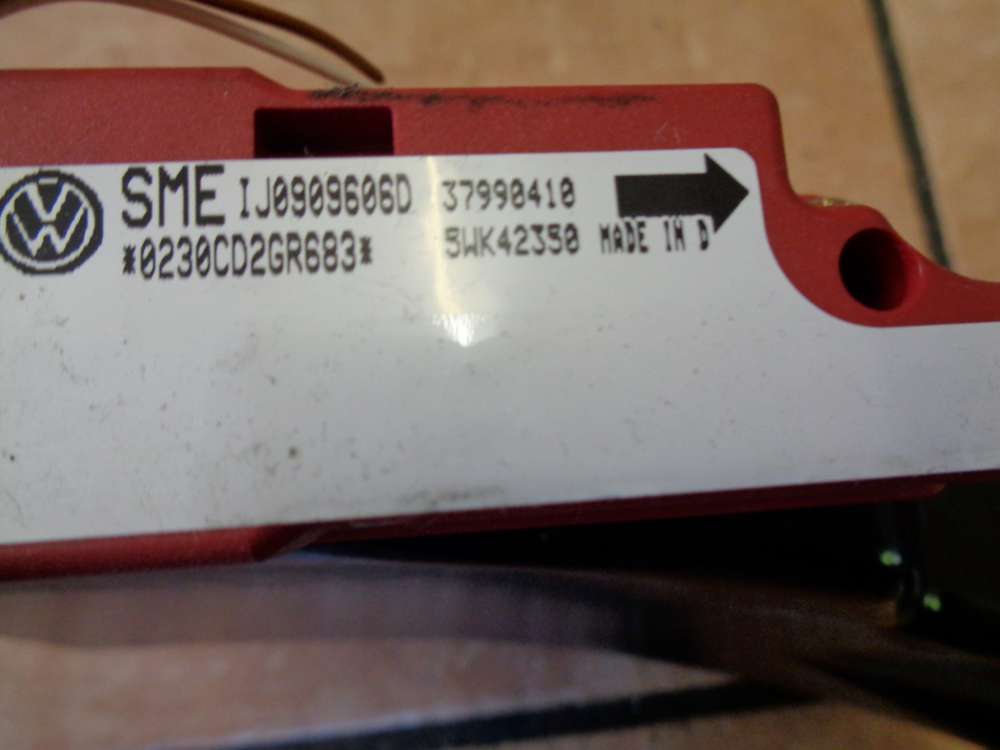 SME 1J0909606D 37990410
*0230CD2GR683* 5WK42350 MADE IN D